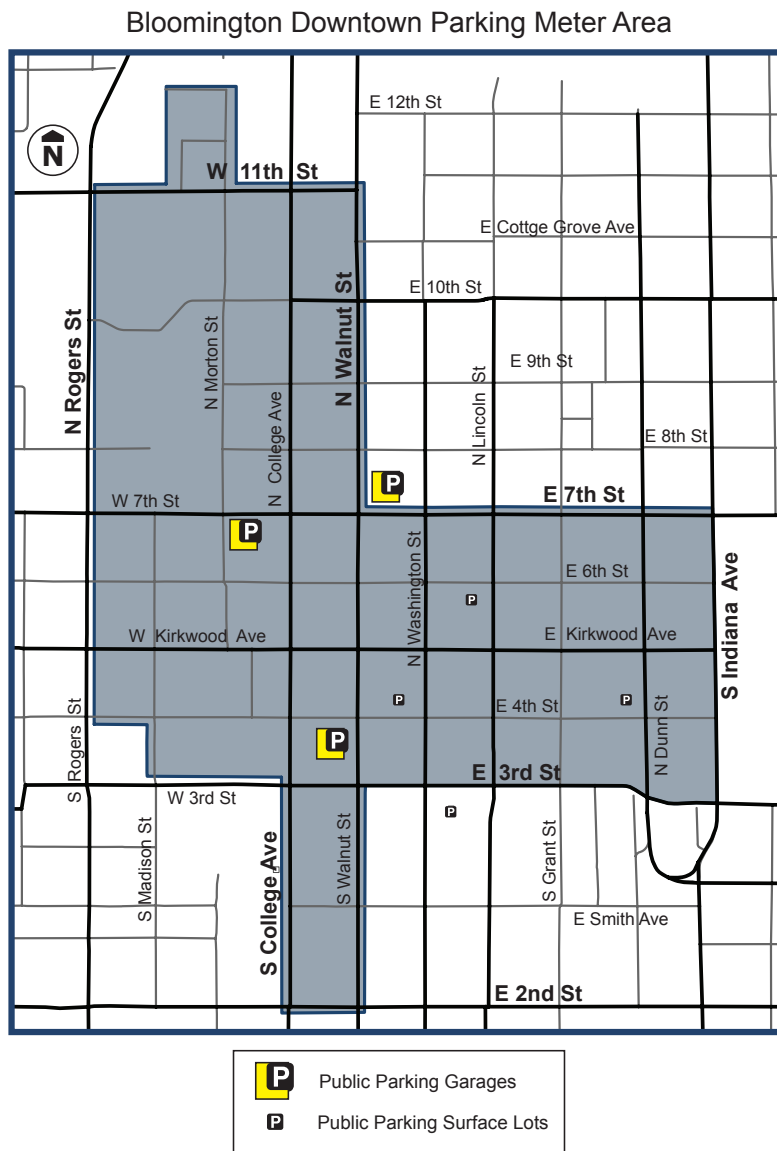 Bloomington Downtown Parking Meter Area
E 12th St
N
W 11th St
E Cottge Grove Ave
E 10th St
N Rogers St
N Morton St
N College Ave
N Walnut St
N Lincoln St
E 9th St
E 8th St
P
W 7th St
E 7th St
P
N Washington St
E 6th St
P
S Indiana Ave
W Kirkwood Ave
E Kirkwood Ave
P
P
E 4th St
N Dunn St
S Rogers St
P
E 3rd St
W 3rd St
P
S Madison St
S College Ave
S Walnut St
S Grant St
E Smith Ave
E 2nd St
P Public Parking Garages
P Public Parking Surface Lots